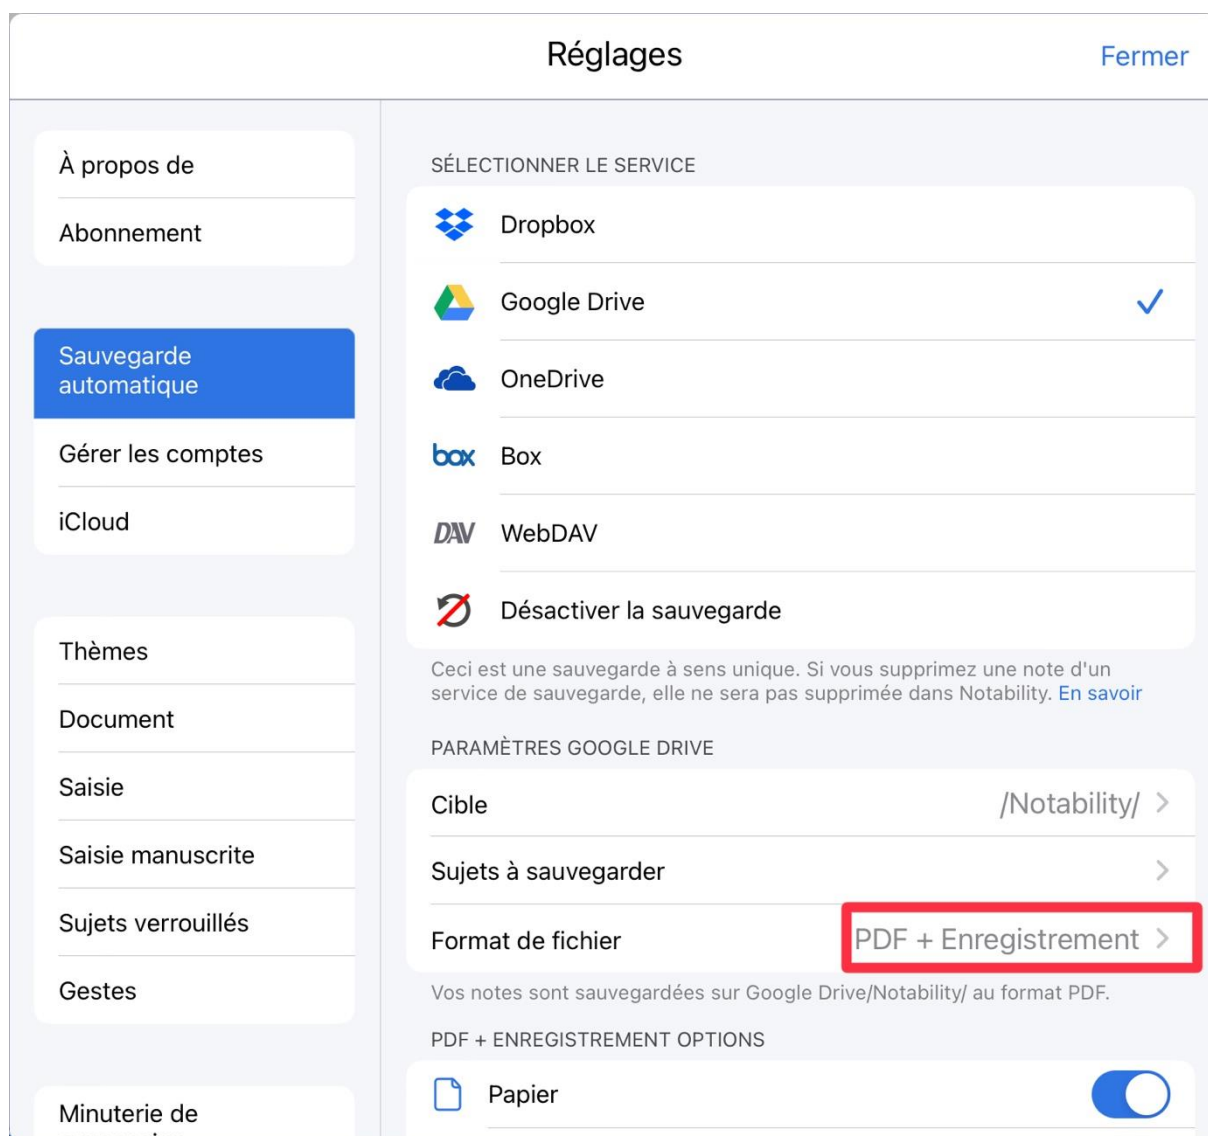 Réglages
Fermer
À propos de
Abonnement
Sauvegarde
automatique
Gérer les comptes
iCloud
Thèmes
Document
Saisie
Saisie manuscrite
Sujets verrouillés
Gestes
Minuterie de
SÉLECTIONNER LE SERVICE
Dropbox
Google Drive
OneDrive
box Box
DAV WebDAV
Désactiver la sauvegarde
Ceci est une sauvegarde à sens unique. Si vous supprimez une note d'un
service de sauvegarde, elle ne sera pas supprimée dans Notability. En savoir
PARAMÈTRES GOOGLE DRIVE
Cible /Notability/
Sujets à sauvegarder
Format de fichier PDF + Enregistrement
Vos notes sont sauvegardées sur Google Drive/Notability/ au format PDF.
PDF + ENREGISTREMENT OPTIONS
Papier